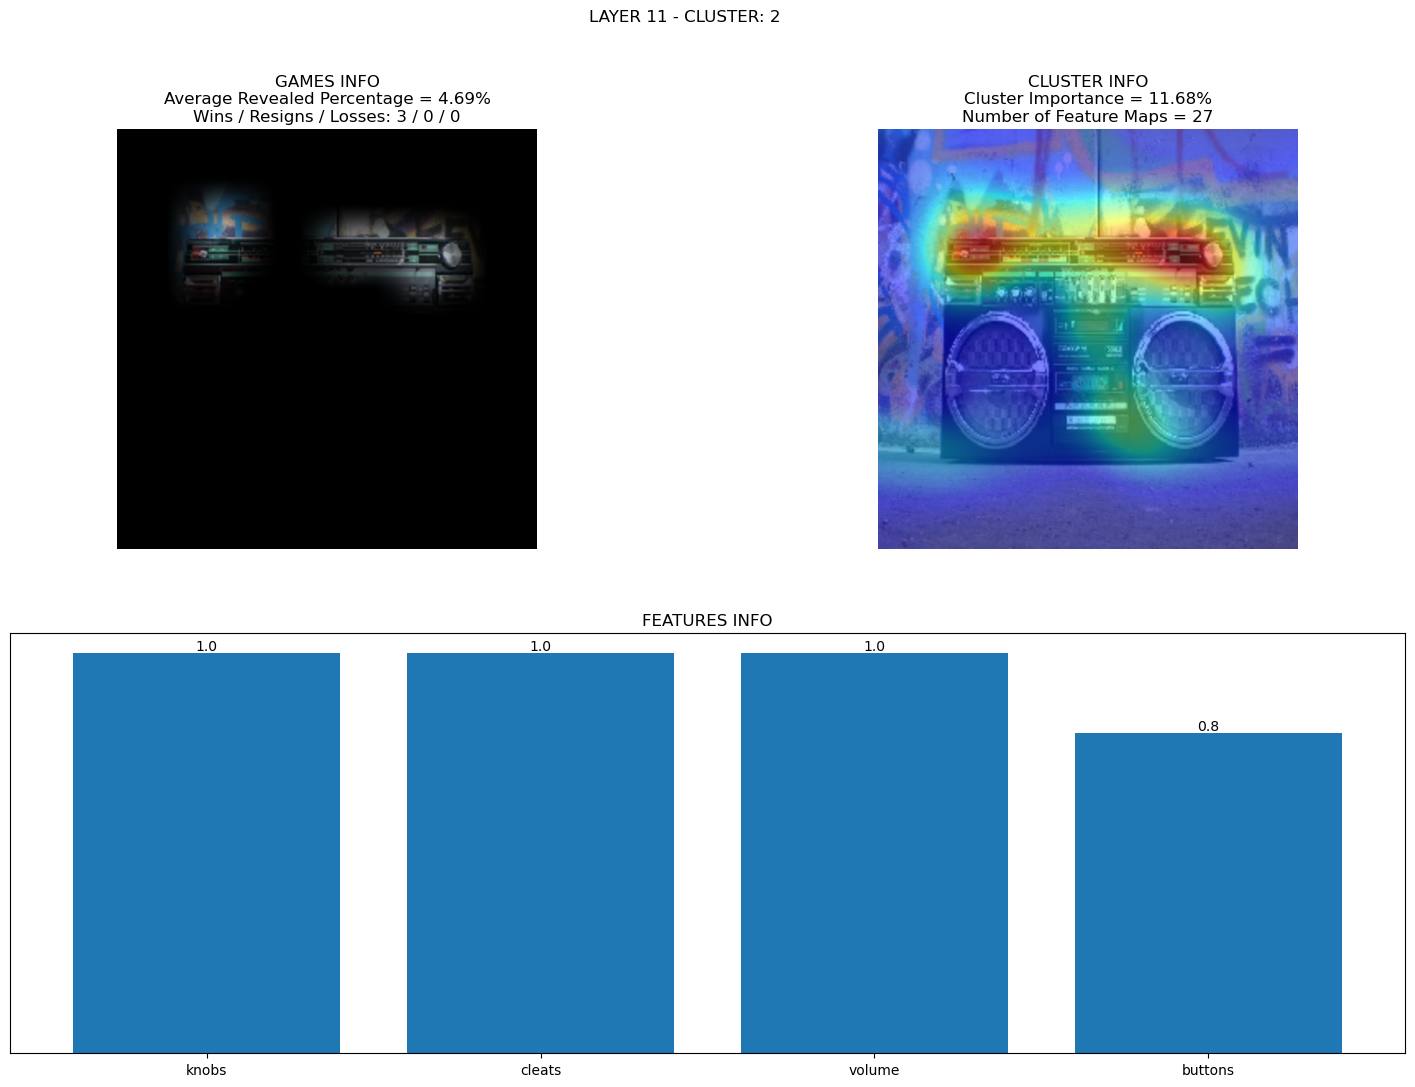 LAYER 11 - CLUSTER: 2
GAMES INFO
Average Revealed Percentage = 4.69%
Wins / Resigns / Losses: 3 / 0 / 0
CLUSTER INFO
Cluster Importance = 11.68%
Number of Feature Maps = 27
FEATURES INFO
1.0
1.0
1.0
0.8
knobs
cleats
volume
buttons